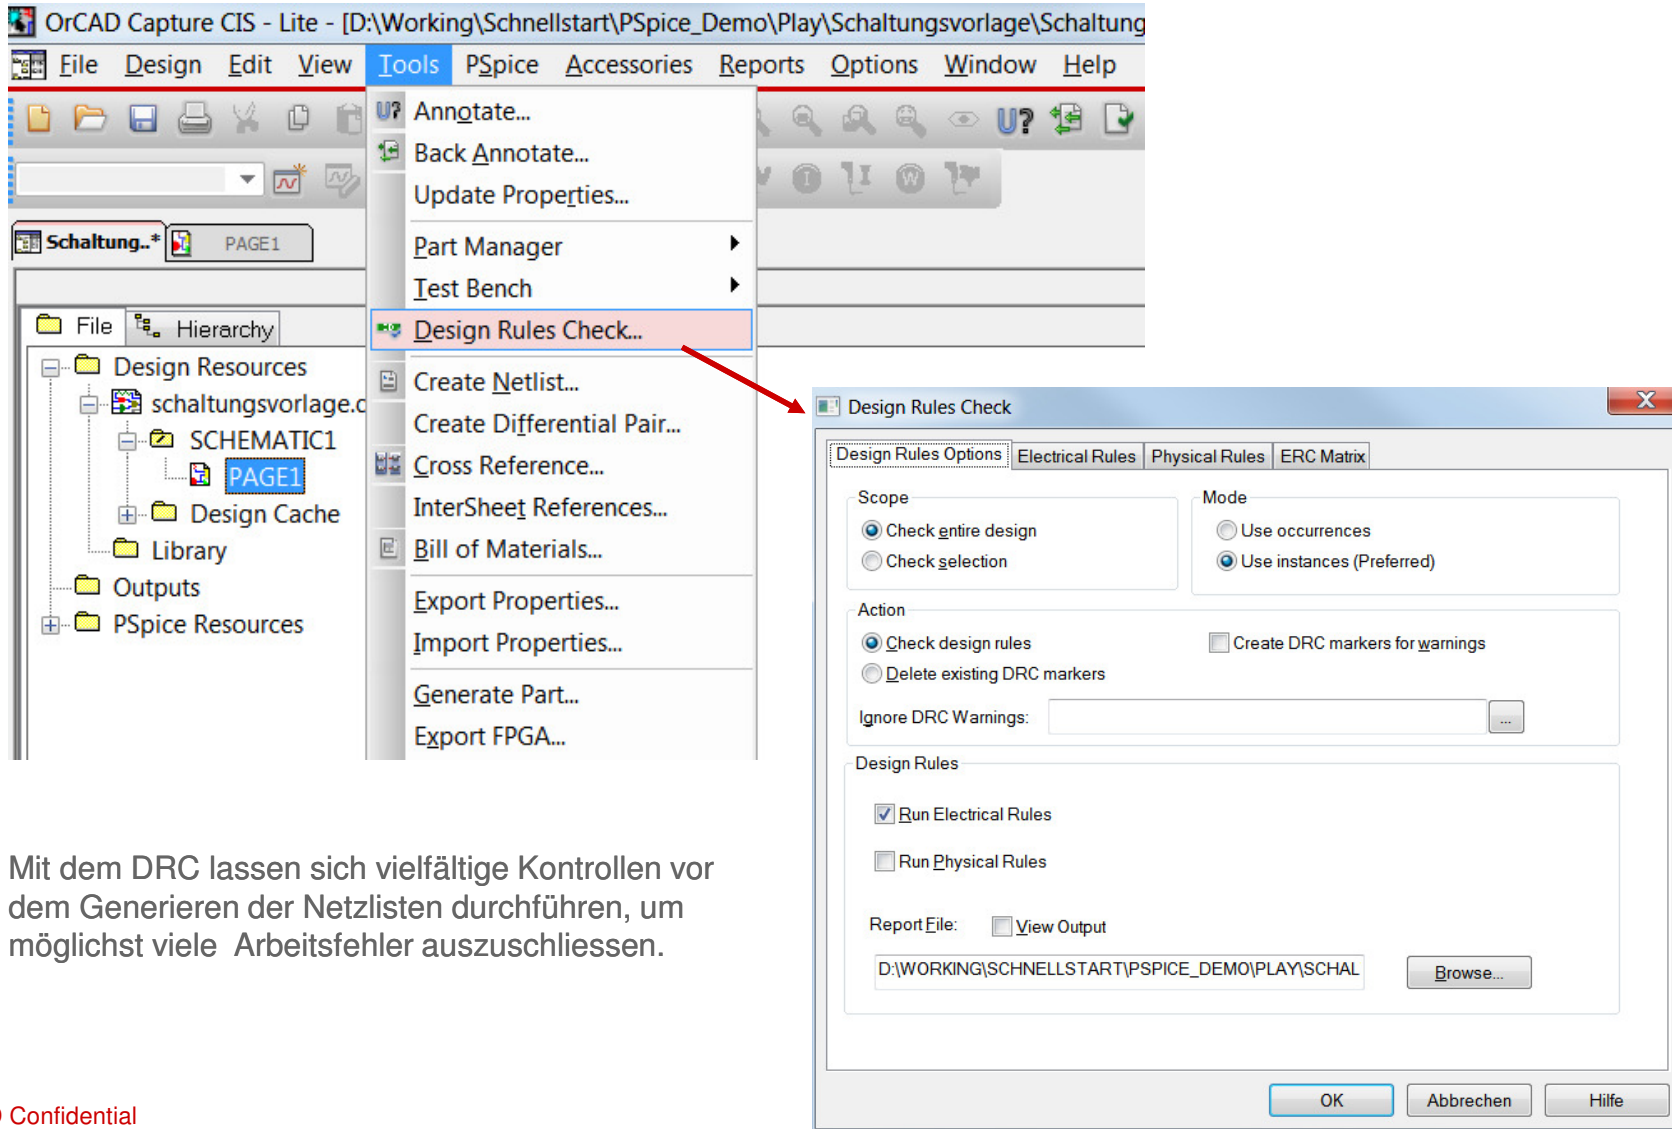 OrCAD Capture CIS - Lite - [D:\Working\Schnellstart\PSpice_Demo\Play\Schaltungsvorlage\Schaltung
File Design Edit View Tools PSpice Accessories Reports Options Window Help
U? Annotate...
U?
Back Annotate...
Update Properties...
Schaltung..* PAGE1
Part Manager
Test Bench
File Hierarchy
Design Rules Check...
Design Resources
schaltungsvorlage.
Create Netlist...
SCHEMATIC1
Create Differential Pair...
PAGE1
Cross Reference...
Design Cache
InterSheet References...
Library
Bill of Materials...
Outputs
Export Properties...
PSpice Resources
Import Properties...
Generate Part...
Export FPGA...
Design Rules Check
Design Rules Options Electrical Rules Physical Rules ERC Matrix
Scope Mode
Check entire design Use occurrences
Check selection Use instances (Preferred)
Action
Check design rules Create DRC markers for warnings
Delete existing DRC markers
Ignore DRC Warnings: ...
Design Rules
Run Electrical Rules
Run Physical Rules
Report File: View Output
D:\WORKING\SCHNELLSTART\PSPICE_DEMO\PLAY\SCHAL Browse...
OK Abbrechen Hilfe
Mit dem DRC lassen sich vielfältige Kontrollen vor
dem Generieren der Netzlisten durchführen, um
möglichst viele Arbeitsfehler auszuschliessen.
Confidential